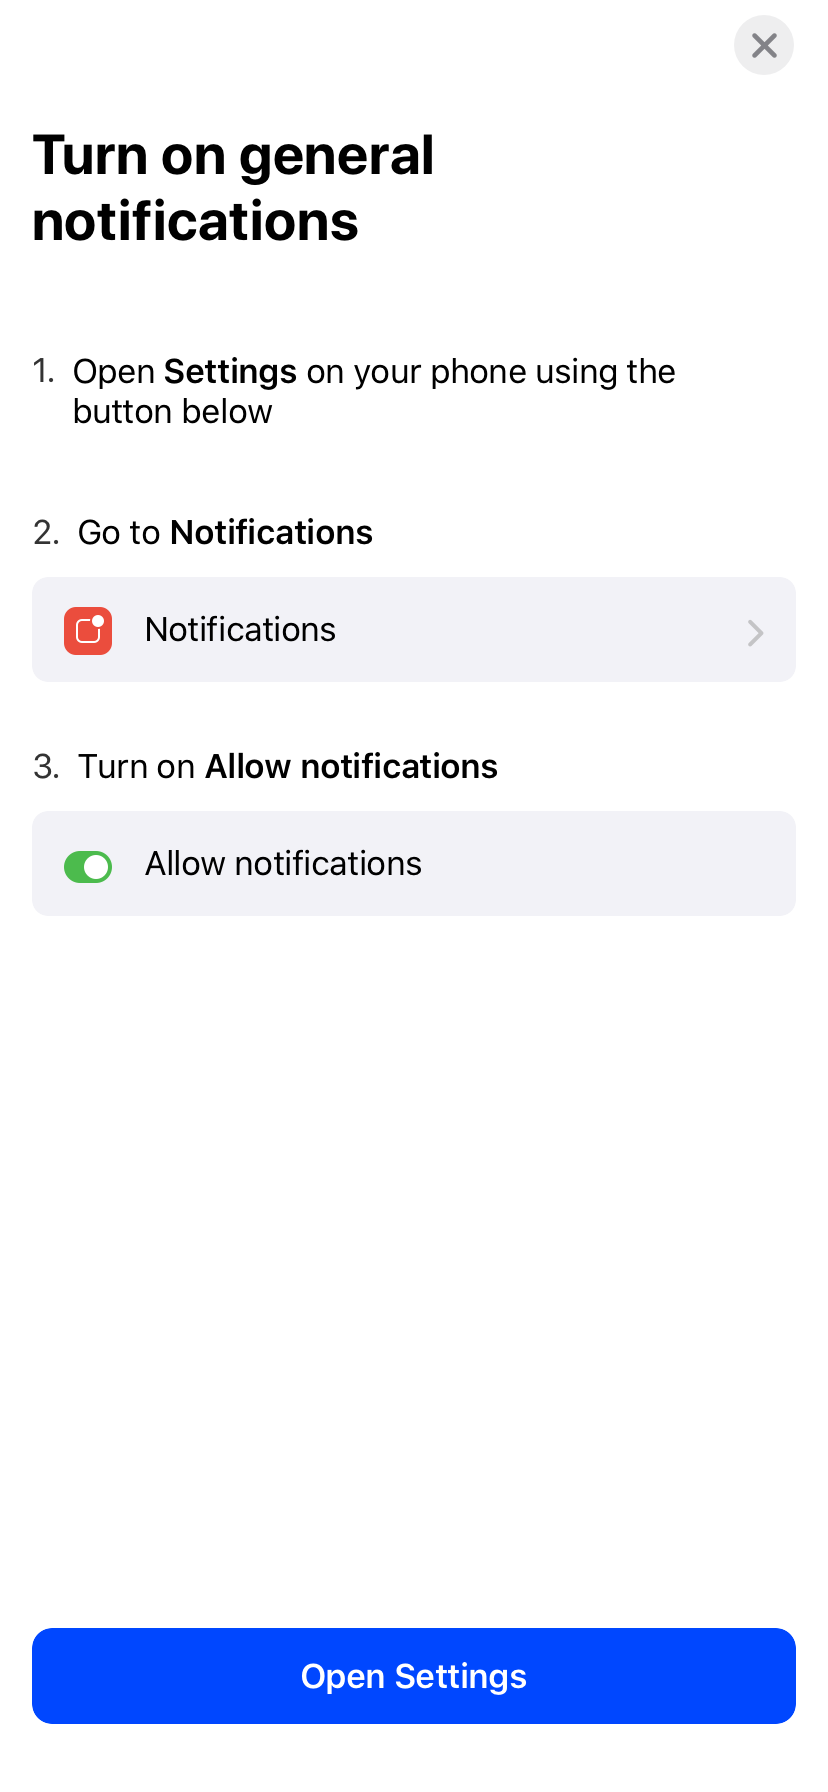 Turn on general
notifications
1. Open Settings on your phone using the
button below
2. Go to Notifications
Notifications
3. Turn on Allow notifications
Allow notifications
Open Settings